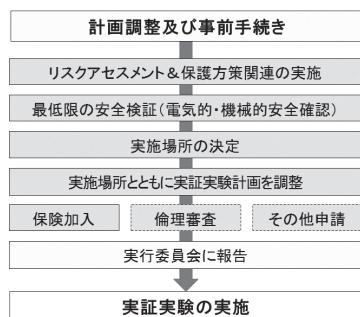 計画調整及び事前手続き
リスクアセスメント＆保護方策関連の実施
最低限の安全検証（電気的・機械的安全確認）
実施場所の決定
実施場所とともに実証実験計画を調整
保険加入
倫理審査
その他申請
実行委員会に報告
実証実験の実施